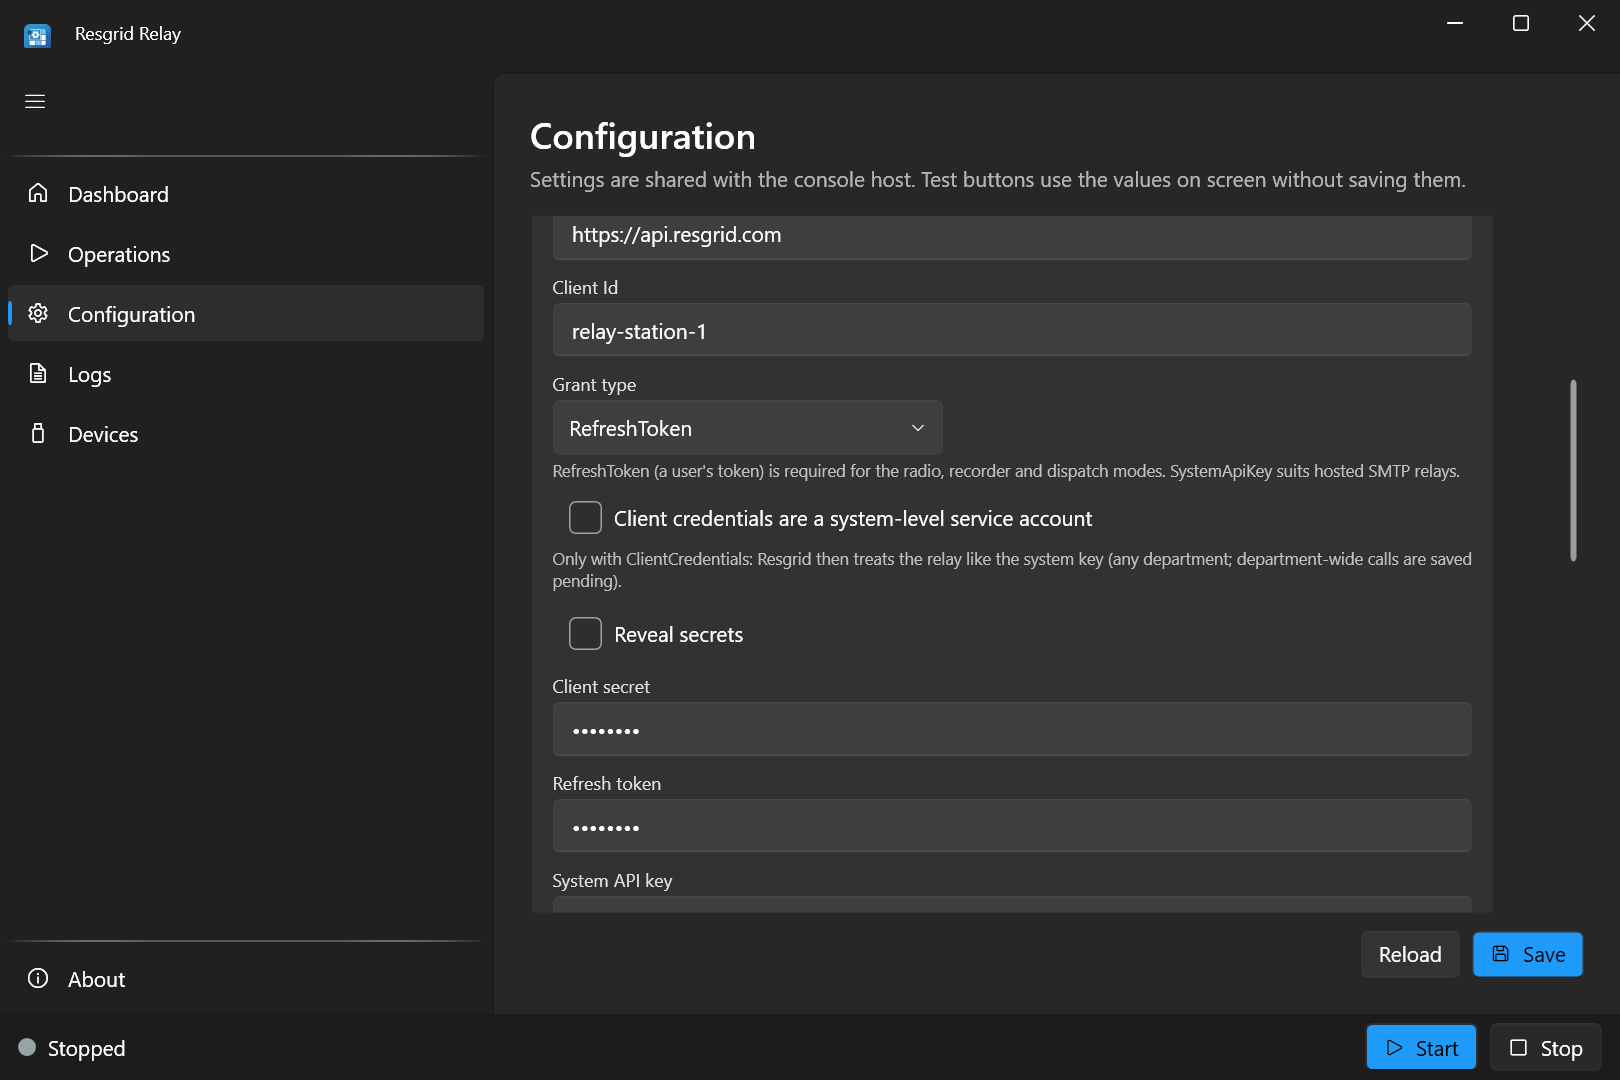 Resgrid Relay
Dashboard
Operations
Configuration
Logs
Devices
About
Configuration
Settings are shared with the console host. Test buttons use the values on screen without saving them.
https://api.resgrid.com
Client Id
relay-station-1
Grant type
RefreshToken
RefreshToken (a user's token) is required for the radio, recorder and dispatch modes. SystemApiKey suits hosted SMTP relays.
Client credentials are a system-level service account
Only with ClientCredentials: Resgrid then treats the relay like the system key (any department; department-wide calls are saved
pending).
Reveal secrets
Client secret
••••••••
Refresh token
••••••••
System API key
Reload
Save
Stopped
Start
Stop